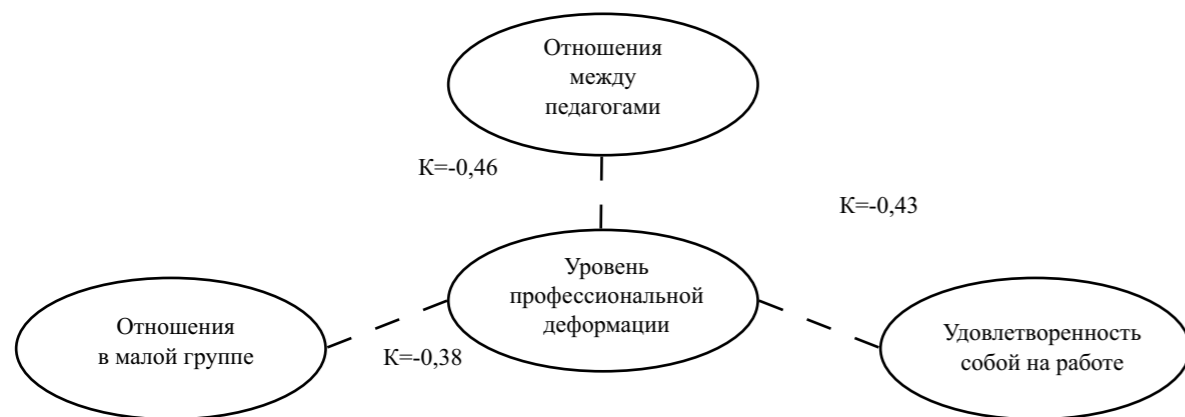 Отношения
между
педагогами
К=-0,46
К=-0,43
Уровень
профессиональной
деформации
Отношения
в малой группе
К=-0,38
Удовлетворенность
собой на работе